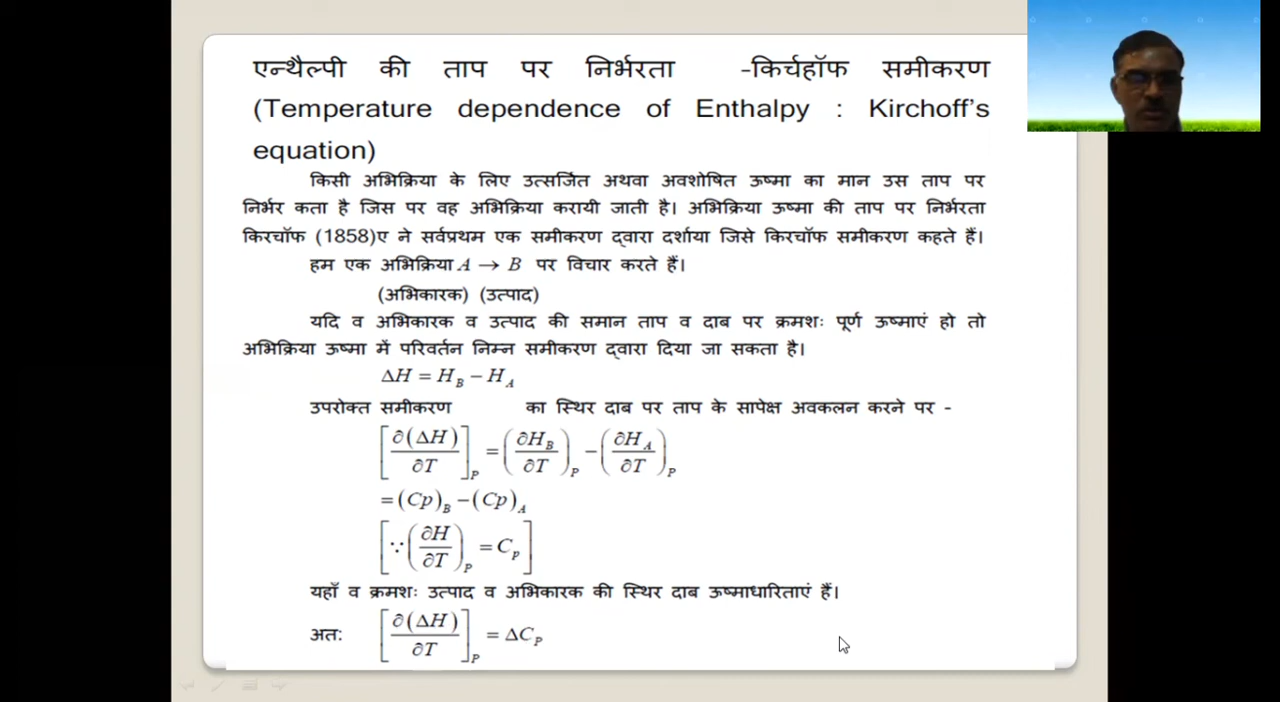 एन्थैल्पी की ताप पर निर्भरता -किर्चहॉफ समीकरण
(Temperature dependence of Enthalpy : Kirchoff's
equation)
किसी अभिक्रिया के लिए उत्सर्जित अथवा अवशोषित ऊष्मा का मान उस ताप पर
निर्भर कता है जिस पर वह अभिक्रिया करायी जाती है। अभिक्रिया ऊष्मा की ताप पर निर्भरता
किरचॉफ (1858)ए ने सर्वप्रथम एक समीकरण द्वारा दर्शाया जिसे किरचॉफ समीकरण कहते हैं।
हम एक अभिक्रिया A → B पर विचार करते हैं।
(अभिकारक) (उत्पाद)
यदि व अभिकारक व उत्पाद की समान ताप व दाब पर क्रमशः पूर्ण ऊष्माएं हो तो
अभिक्रिया ऊष्मा में परिवर्तन निम्न समीकरण द्वारा दिया जा सकता है।
ΔH = H_B − H_A
उपरोक्त समीकरण का स्थिर दाब पर ताप के सापेक्ष अवकलन करने पर -
[∂(ΔH)/∂T]_P = (∂H_B/∂T)_P − (∂H_A/∂T)_P
= (Cp)_B − (Cp)_A
[∵ (∂H/∂T)_P = C_P]
यहाँ व क्रमशः उत्पाद व अभिकारक की स्थिर दाब ऊष्माधारिताएं हैं।
अतः [∂(ΔH)/∂T]_P = ΔC_P